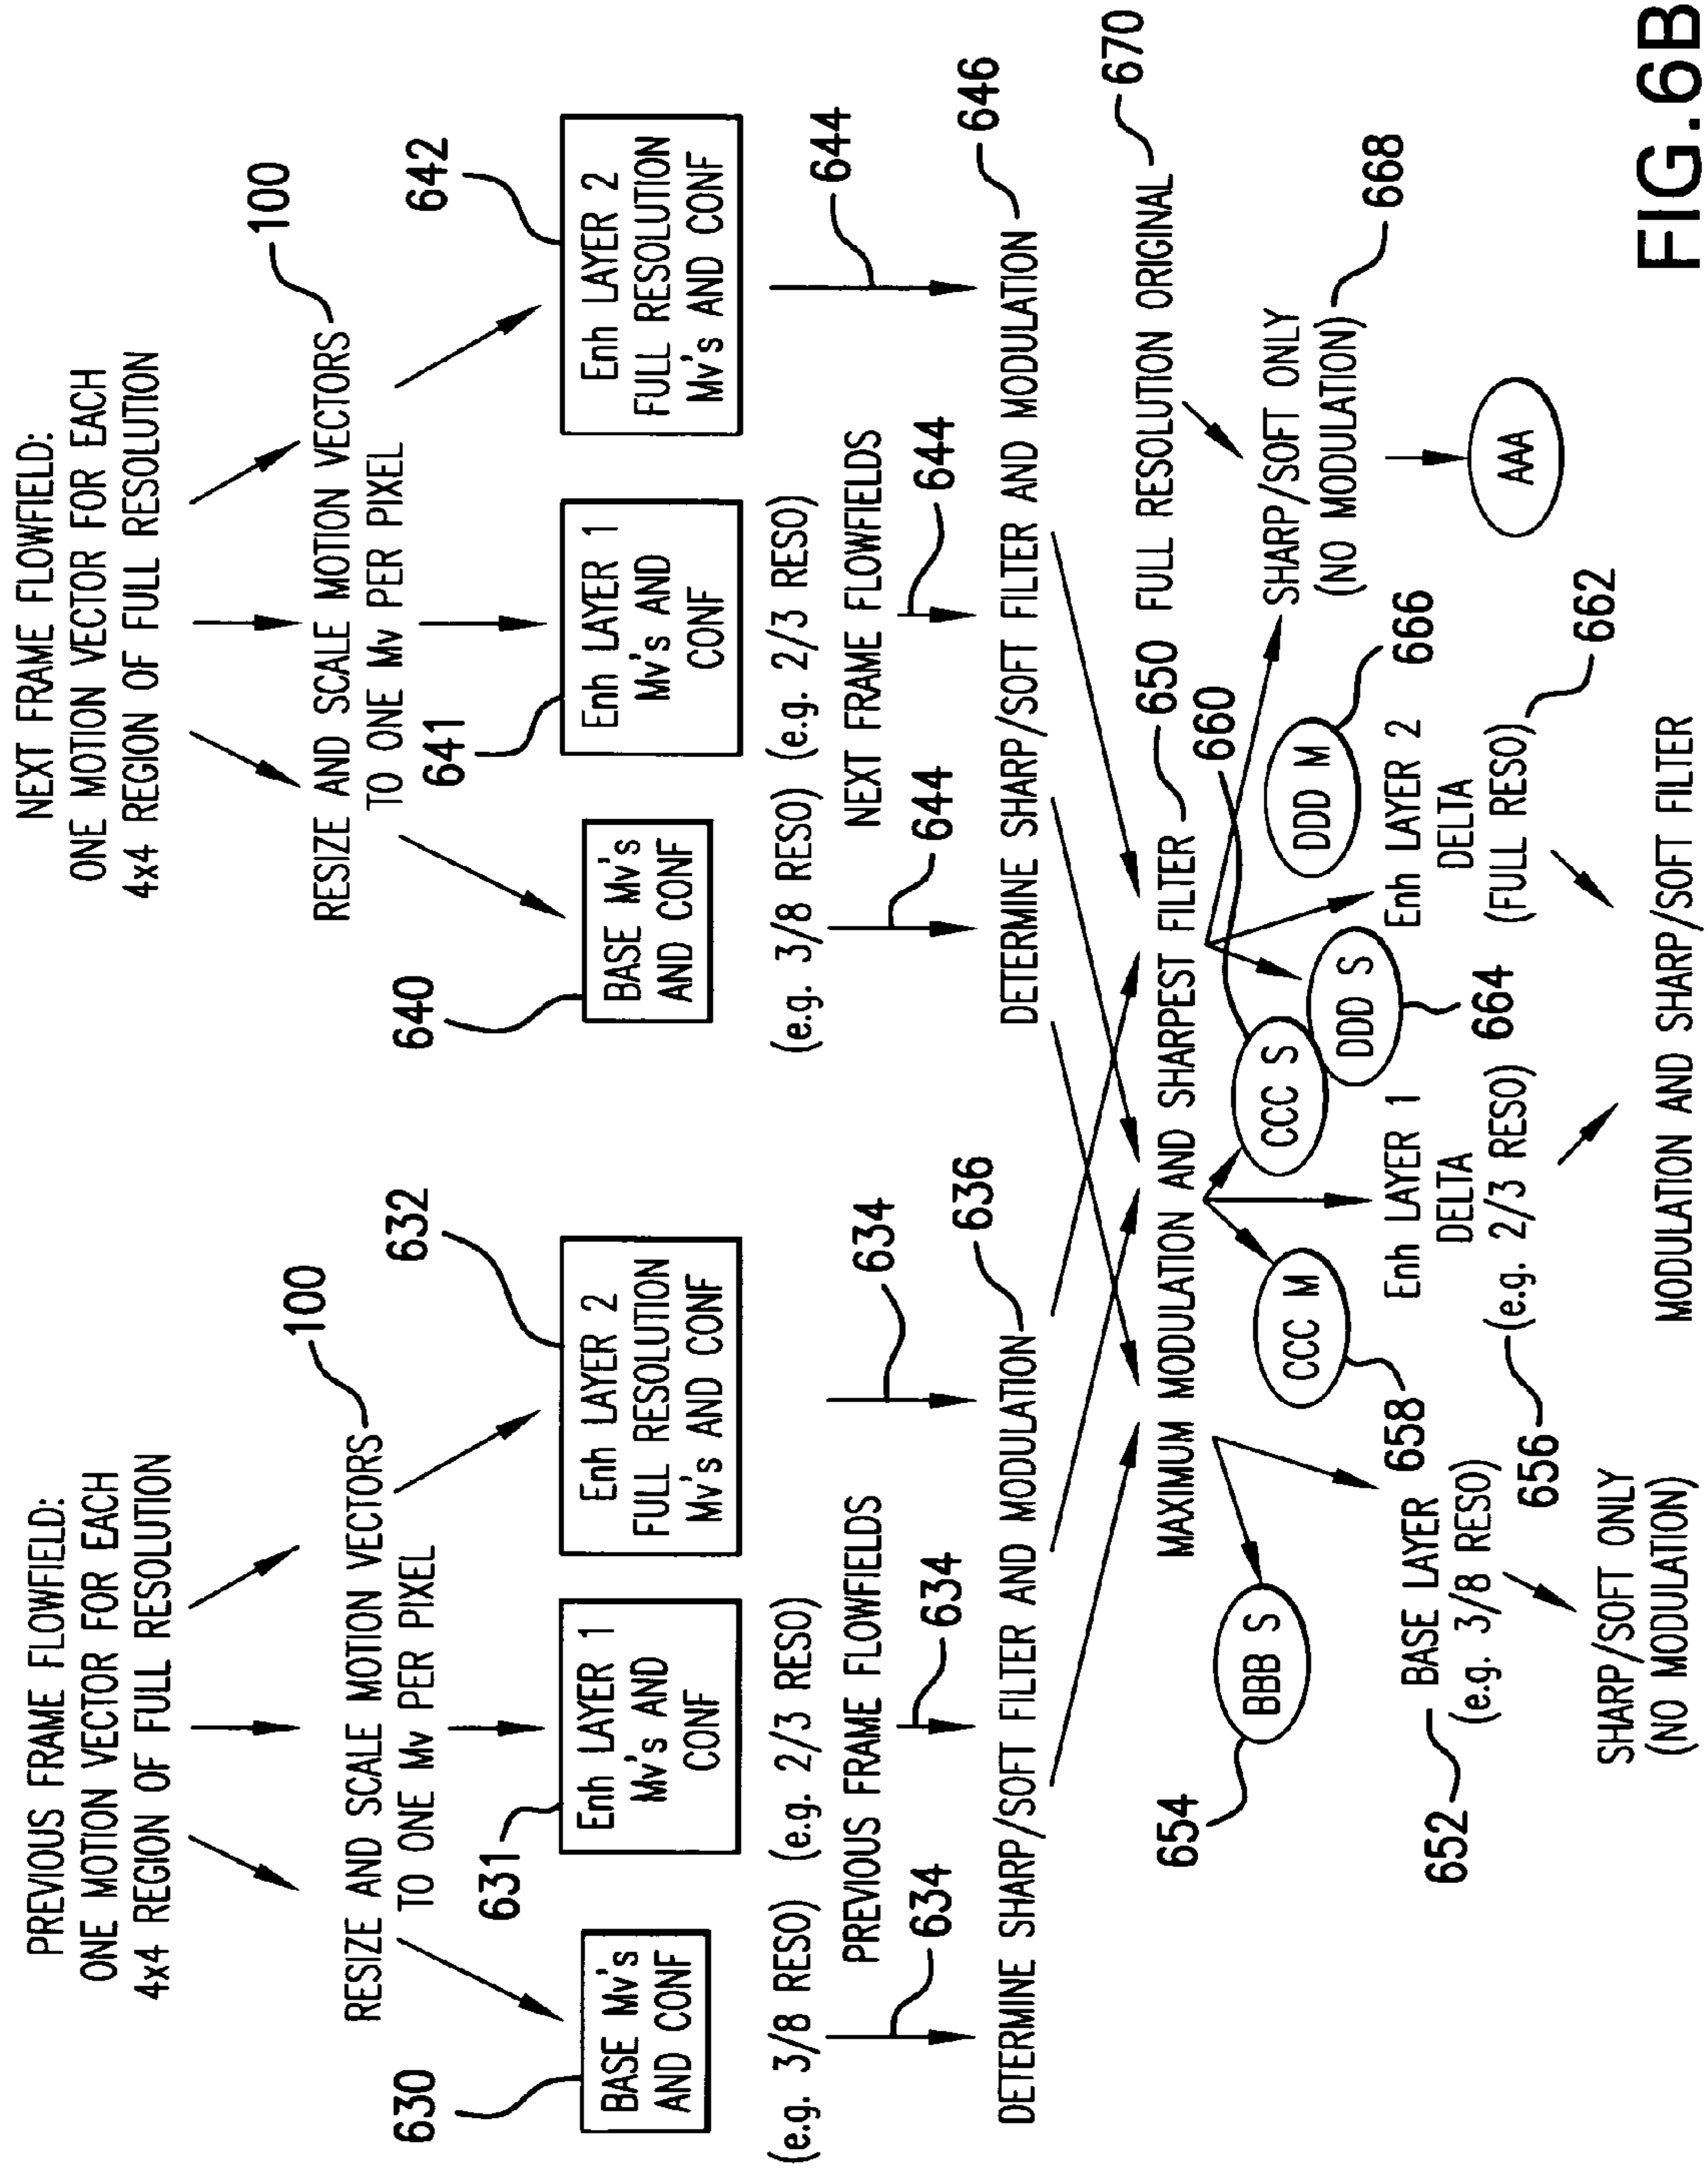 PREVIOUS FRAME FLOWFIELD:
ONE MOTION VECTOR FOR EACH
4x4 REGION OF FULL RESOLUTION
100
RESIZE AND SCALE MOTION VECTORS
TO ONE Mv PER PIXEL
630
631
632
BASE Mv's
AND CONF
Enh LAYER 1
Mv's AND
CONF
Enh LAYER 2
FULL RESOLUTION
Mv's AND CONF
(e.g. 3/8 RESO)
(e.g. 2/3 RESO)
PREVIOUS FRAME FLOWFIELDS
634
634
634
636
DETERMINE SHARP/SOFT FILTER AND MODULATION
NEXT FRAME FLOWFIELD:
ONE MOTION VECTOR FOR EACH
4x4 REGION OF FULL RESOLUTION
100
RESIZE AND SCALE MOTION VECTORS
TO ONE Mv PER PIXEL
640
641
642
BASE Mv's
AND CONF
Enh LAYER 1
Mv's AND
CONF
Enh LAYER 2
FULL RESOLUTION
Mv's AND CONF
(e.g. 3/8 RESO)
(e.g. 2/3 RESO)
NEXT FRAME FLOWFIELDS
644
644
644
646
DETERMINE SHARP/SOFT FILTER AND MODULATION
MAXIMUM MODULATION AND SHARPEST FILTER
650
FULL RESOLUTION ORIGINAL
670
654
BBB S
CCC M
CCC S
660
DDD S
DDD M
666
SHARP/SOFT ONLY
(NO MODULATION)
668
652
BASE LAYER
(e.g. 3/8 RESO)
658
656
Enh LAYER 1
DELTA
(e.g. 2/3 RESO)
664
Enh LAYER 2
DELTA
(FULL RESO)
662
AAA
SHARP/SOFT ONLY
(NO MODULATION)
MODULATION AND SHARP/SOFT FILTER
FIG.6B